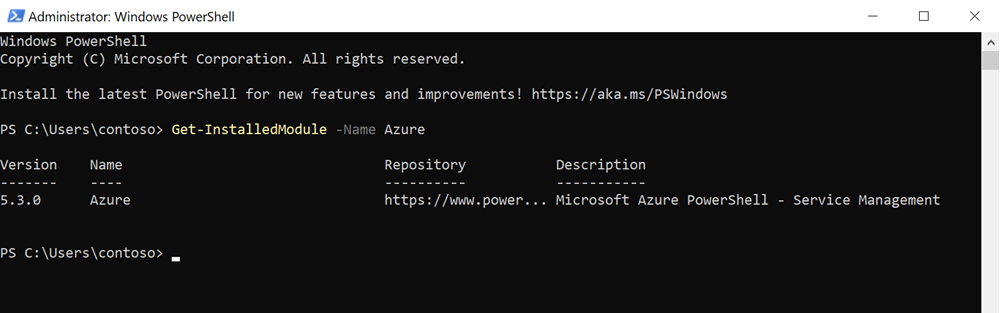 Administrator: Windows PowerShell
Windows PowerShell
Copyright (C) Microsoft Corporation. All rights reserved.
Install the latest PowerShell for new features and improvements! https://aka.ms/PSWindows
PS C:\Users\contoso> Get-InstalledModule -Name Azure
Version    Name                                Repository           Description
-------    ----                                ----------           -----------
5.3.0      Azure                               https://www.power... Microsoft Azure PowerShell - Service Management
PS C:\Users\contoso>